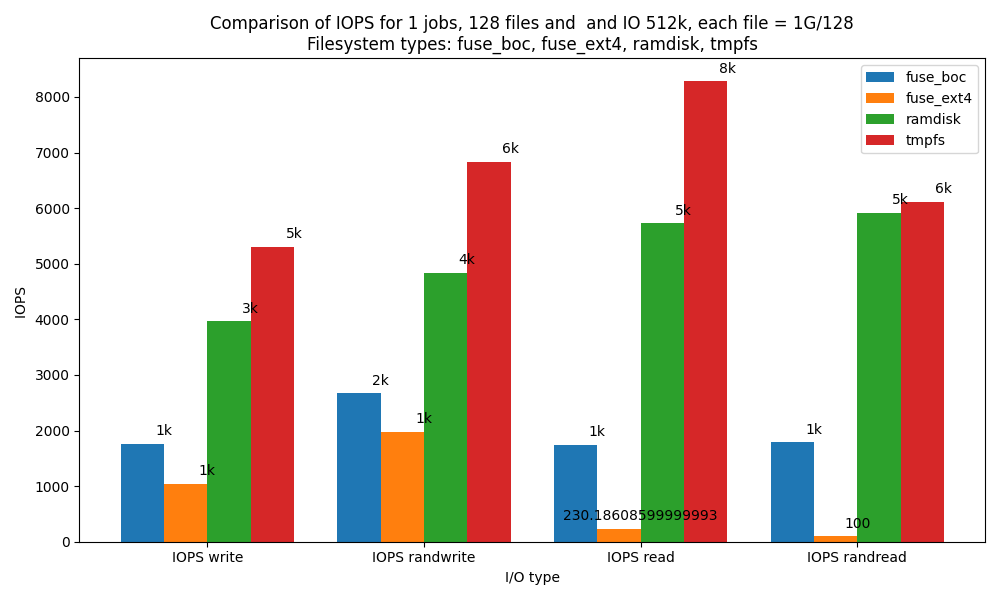 Comparison of IOPS for 1 jobs, 128 files and  and IO 512k, each file = 1G/128
Filesystem types: fuse_boc, fuse_ext4, ramdisk, tmpfs
fuse_boc
fuse_ext4
ramdisk
tmpfs
IOPS
8000
7000
6000
5000
4000
3000
2000
1000
0
1k
1k
3k
5k
2k
1k
4k
6k
1k
230.18608599999993
5k
8k
1k
100
5k
6k
IOPS write
IOPS randwrite
IOPS read
IOPS randread
I/O type